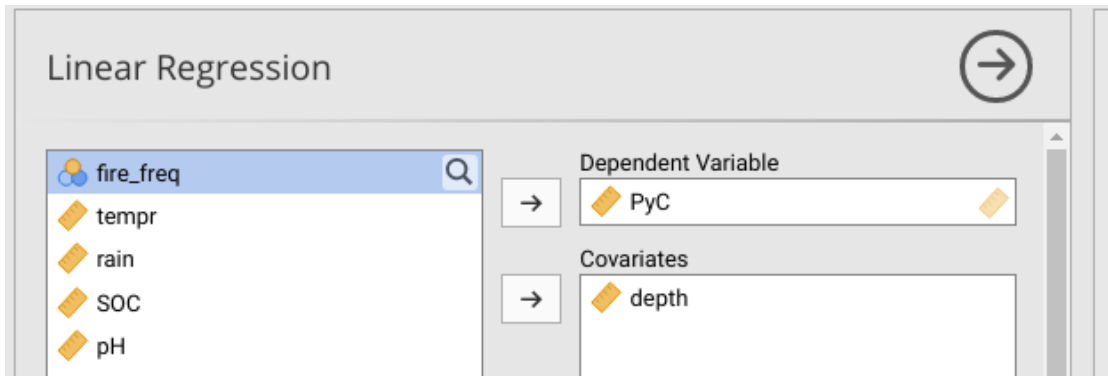 Linear Regression
fire_freq
tempr
rain
SOC
pH
Dependent Variable
PyC
Covariates
depth